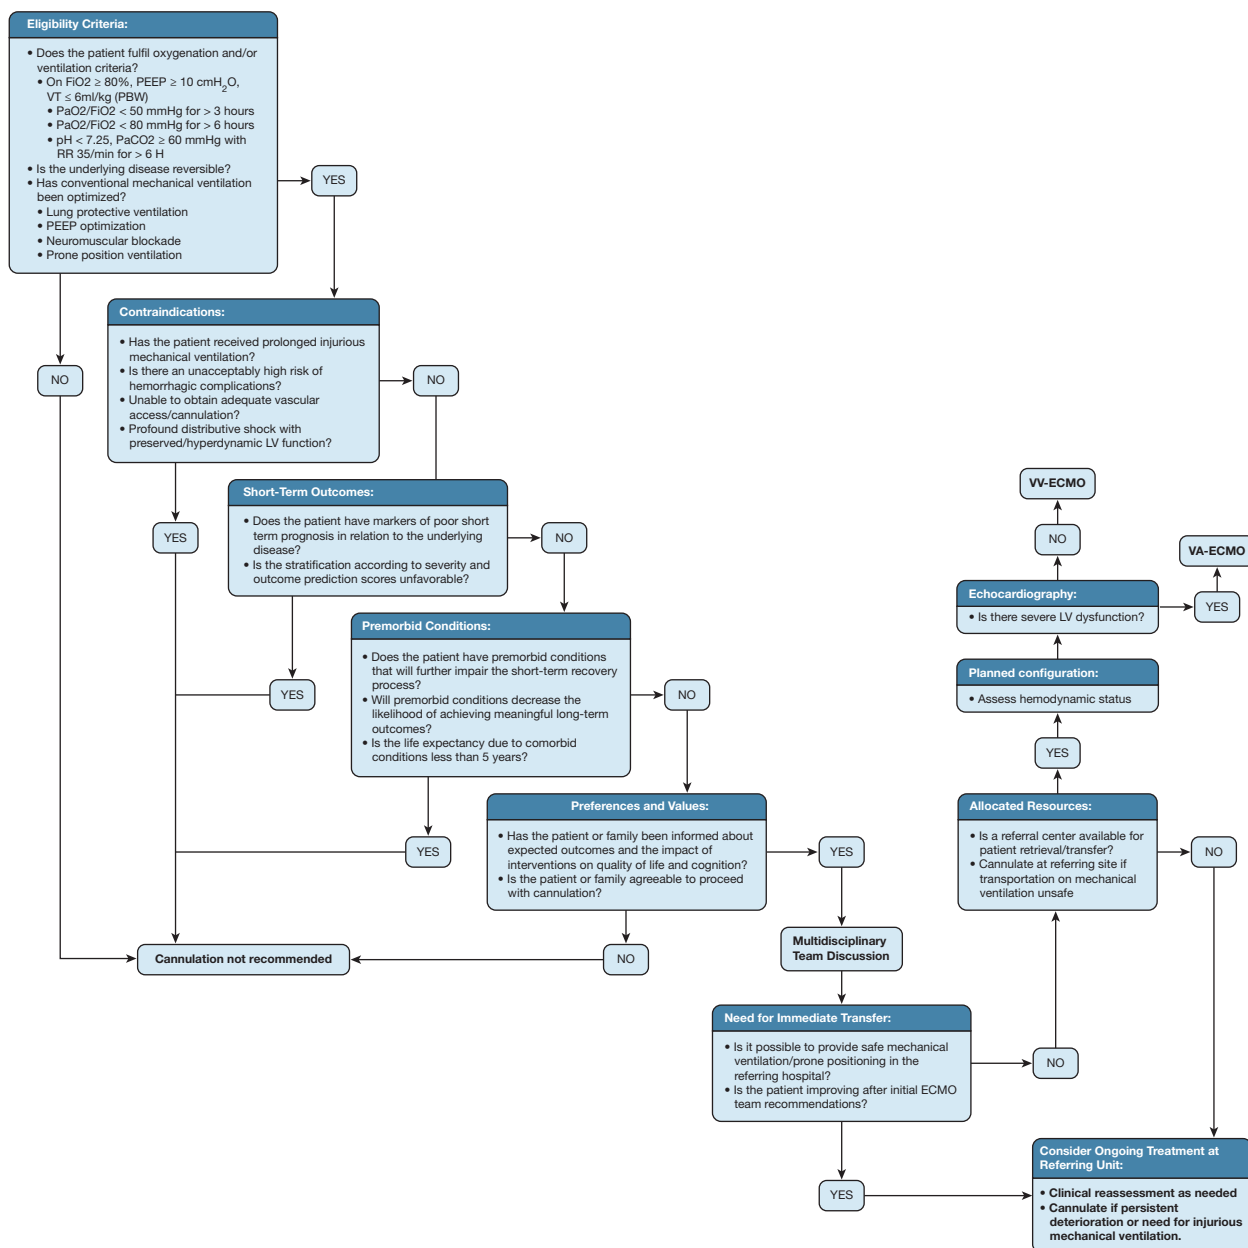 Eligibility Criteria:
• Does the patient fulfil oxygenation and/or
ventilation criteria?
• On FiO2 ≥ 80%, PEEP ≥ 10 cmH₂O,
VT ≤ 6ml/kg (PBW)
• PaO2/FiO2 < 50 mmHg for > 3 hours
• PaO2/FiO2 < 80 mmHg for > 6 hours
• pH < 7.25, PaCO2 ≥ 60 mmHg with
RR 35/min for > 6 H
• Is the underlying disease reversible?
• Has conventional mechanical ventilation
been optimized?
• Lung protective ventilation
• PEEP optimization
• Neuromuscular blockade
• Prone position ventilation
YES
NO
Contraindications:
• Has the patient received prolonged injurious
mechanical ventilation?
• Is there an unacceptably high risk of
hemorrhagic complications?
• Unable to obtain adequate vascular
access/cannulation?
• Profound distributive shock with
preserved/hyperdynamic LV function?
NO
YES
Short-Term Outcomes:
• Does the patient have markers of poor short
term prognosis in relation to the underlying
disease?
• Is the stratification according to severity and
outcome prediction scores unfavorable?
NO
YES
Premorbid Conditions:
• Does the patient have premorbid conditions
that will further impair the short-term recovery
process?
• Will premorbid conditions decrease the
likelihood of achieving meaningful long-term
outcomes?
• Is the life expectancy due to comorbid
conditions less than 5 years?
NO
YES
Preferences and Values:
• Has the patient or family been informed about
expected outcomes and the impact of
interventions on quality of life and cognition?
• Is the patient or family agreeable to proceed
with cannulation?
YES
NO
Cannulation not recommended
Multidisciplinary
Team Discussion
Need for Immediate Transfer:
• Is it possible to provide safe mechanical
ventilation/prone positioning in the
referring hospital?
• Is the patient improving after initial ECMO
team recommendations?
NO
YES
Allocated Resources:
• Is a referral center available for
patient retrieval/transfer?
• Cannulate at referring site if
transportation on mechanical
ventilation unsafe
NO
YES
Planned configuration:
• Assess hemodynamic status
Echocardiography:
• Is there severe LV dysfunction?
NO
VV-ECMO
YES
VA-ECMO
Consider Ongoing Treatment at
Referring Unit:
• Clinical reassessment as needed
• Cannulate if persistent
deterioration or need for injurious
mechanical ventilation.